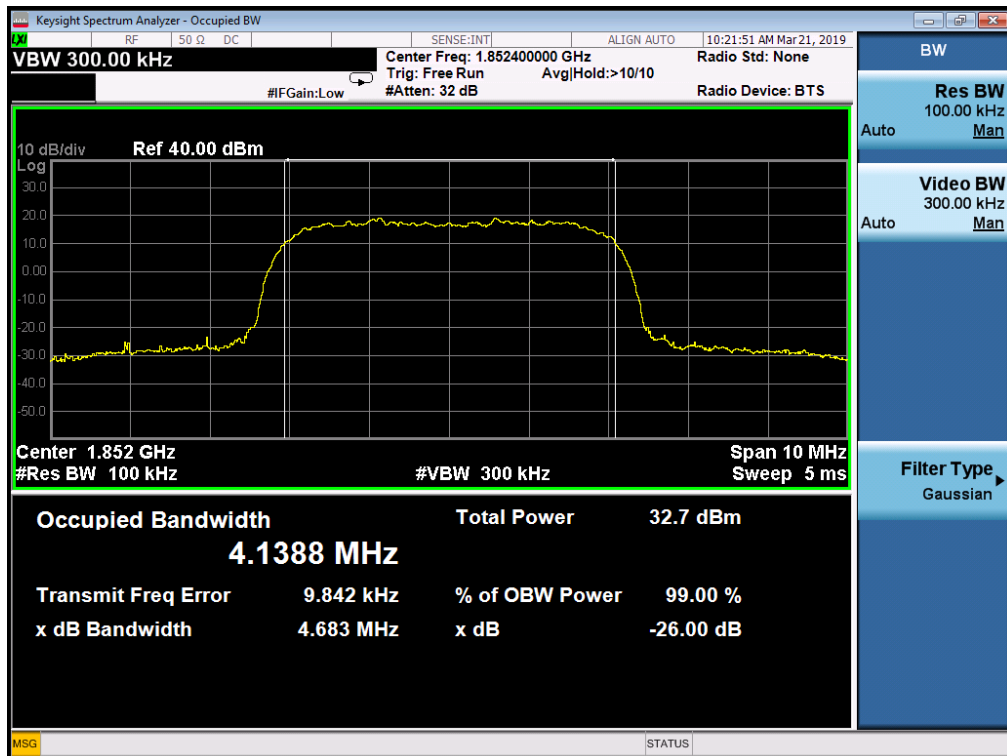 Keysight Spectrum Analyzer - Occupied BW
LXI RF 50 Ω DC SENSE:INT ALIGN AUTO 10:21:51 AM Mar 21, 2019
VBW 300.00 kHz
Center Freq: 1.852400000 GHz Radio Std: None
Trig: Free Run Avg|Hold:>10/10
#IFGain:Low #Atten: 32 dB Radio Device: BTS
10 dB/div Ref 40.00 dBm
Log
30.0
20.0
10.0
0.00
-10.0
-20.0
-30.0
-40.0
-50.0
Center 1.852 GHz Span 10 MHz
#Res BW 100 kHz #VBW 300 kHz Sweep 5 ms
Occupied Bandwidth Total Power 32.7 dBm
4.1388 MHz
Transmit Freq Error 9.842 kHz % of OBW Power 99.00 %
x dB Bandwidth 4.683 MHz x dB -26.00 dB
MSG STATUS
BW
Res BW
100.00 kHz
Auto Man
Video BW
300.00 kHz
Auto Man
Filter Type
Gaussian